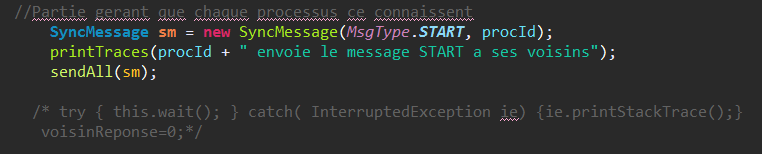 //Partie gerant que chaque processus ce connaissent
SyncMessage sm = new SyncMessage(MsgType.START, procId);
printTraces(procId + " envoie le message START a ses voisins");
sendAll(sm);
/* try { this.wait(); } catch( InterruptedException ie) {ie.printStackTrace();}
voisinReponse=0;*/